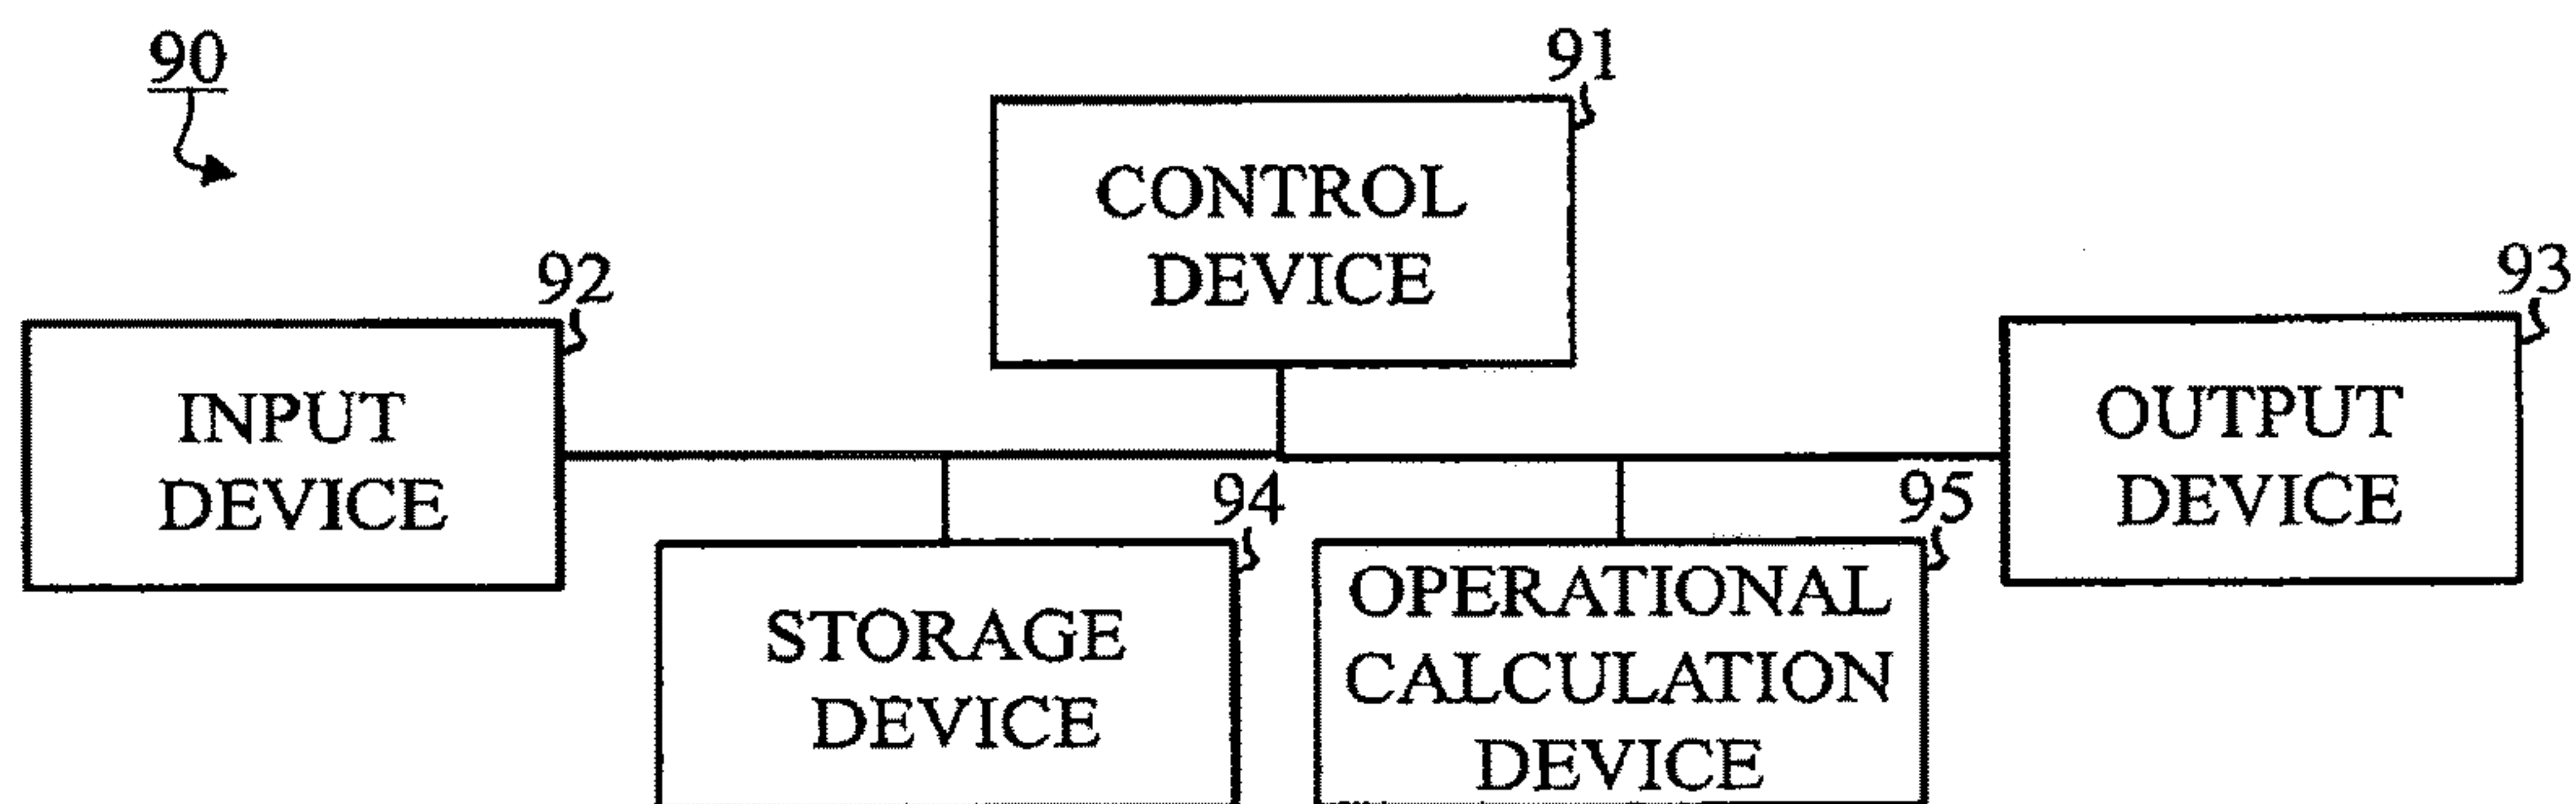 90
91
CONTROL
DEVICE
92
INPUT
DEVICE
93
OUTPUT
DEVICE
94
STORAGE
DEVICE
95
OPERATIONAL
CALCULATION
DEVICE